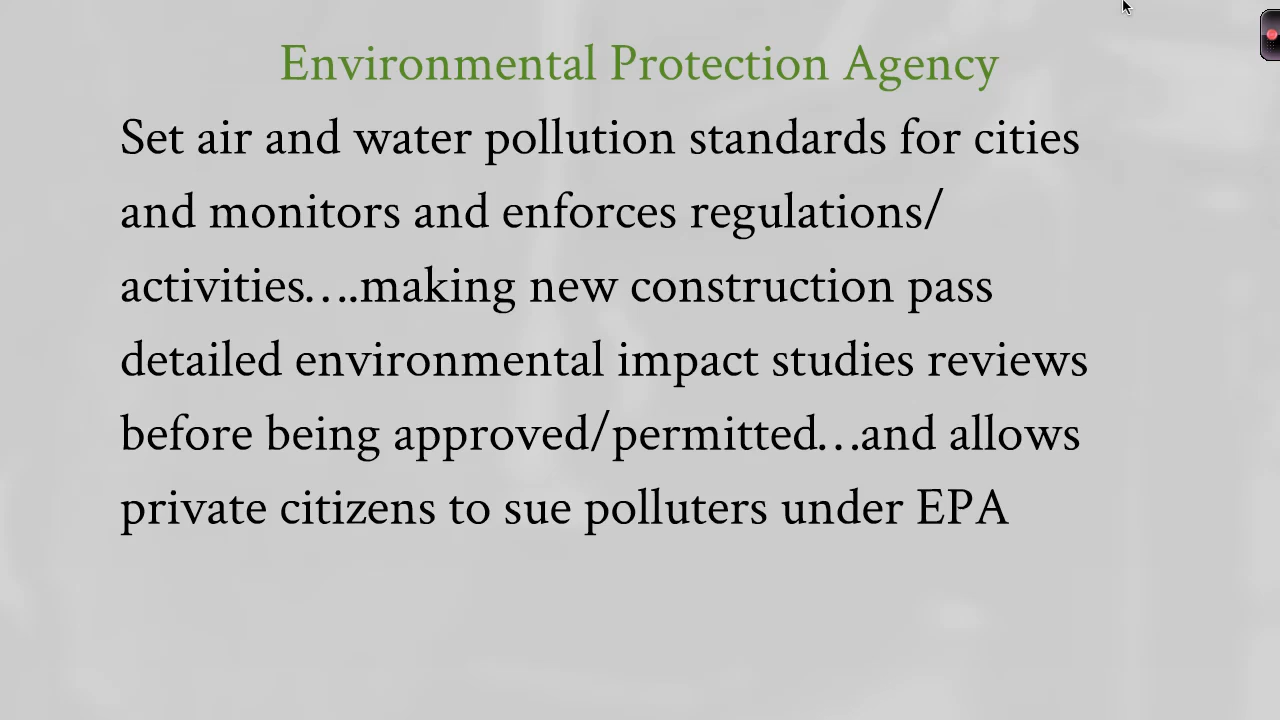 Environmental Protection Agency
Set air and water pollution standards for cities
and monitors and enforces regulations/
activities….making new construction pass
detailed environmental impact studies reviews
before being approved/permitted…and allows
private citizens to sue polluters under EPA